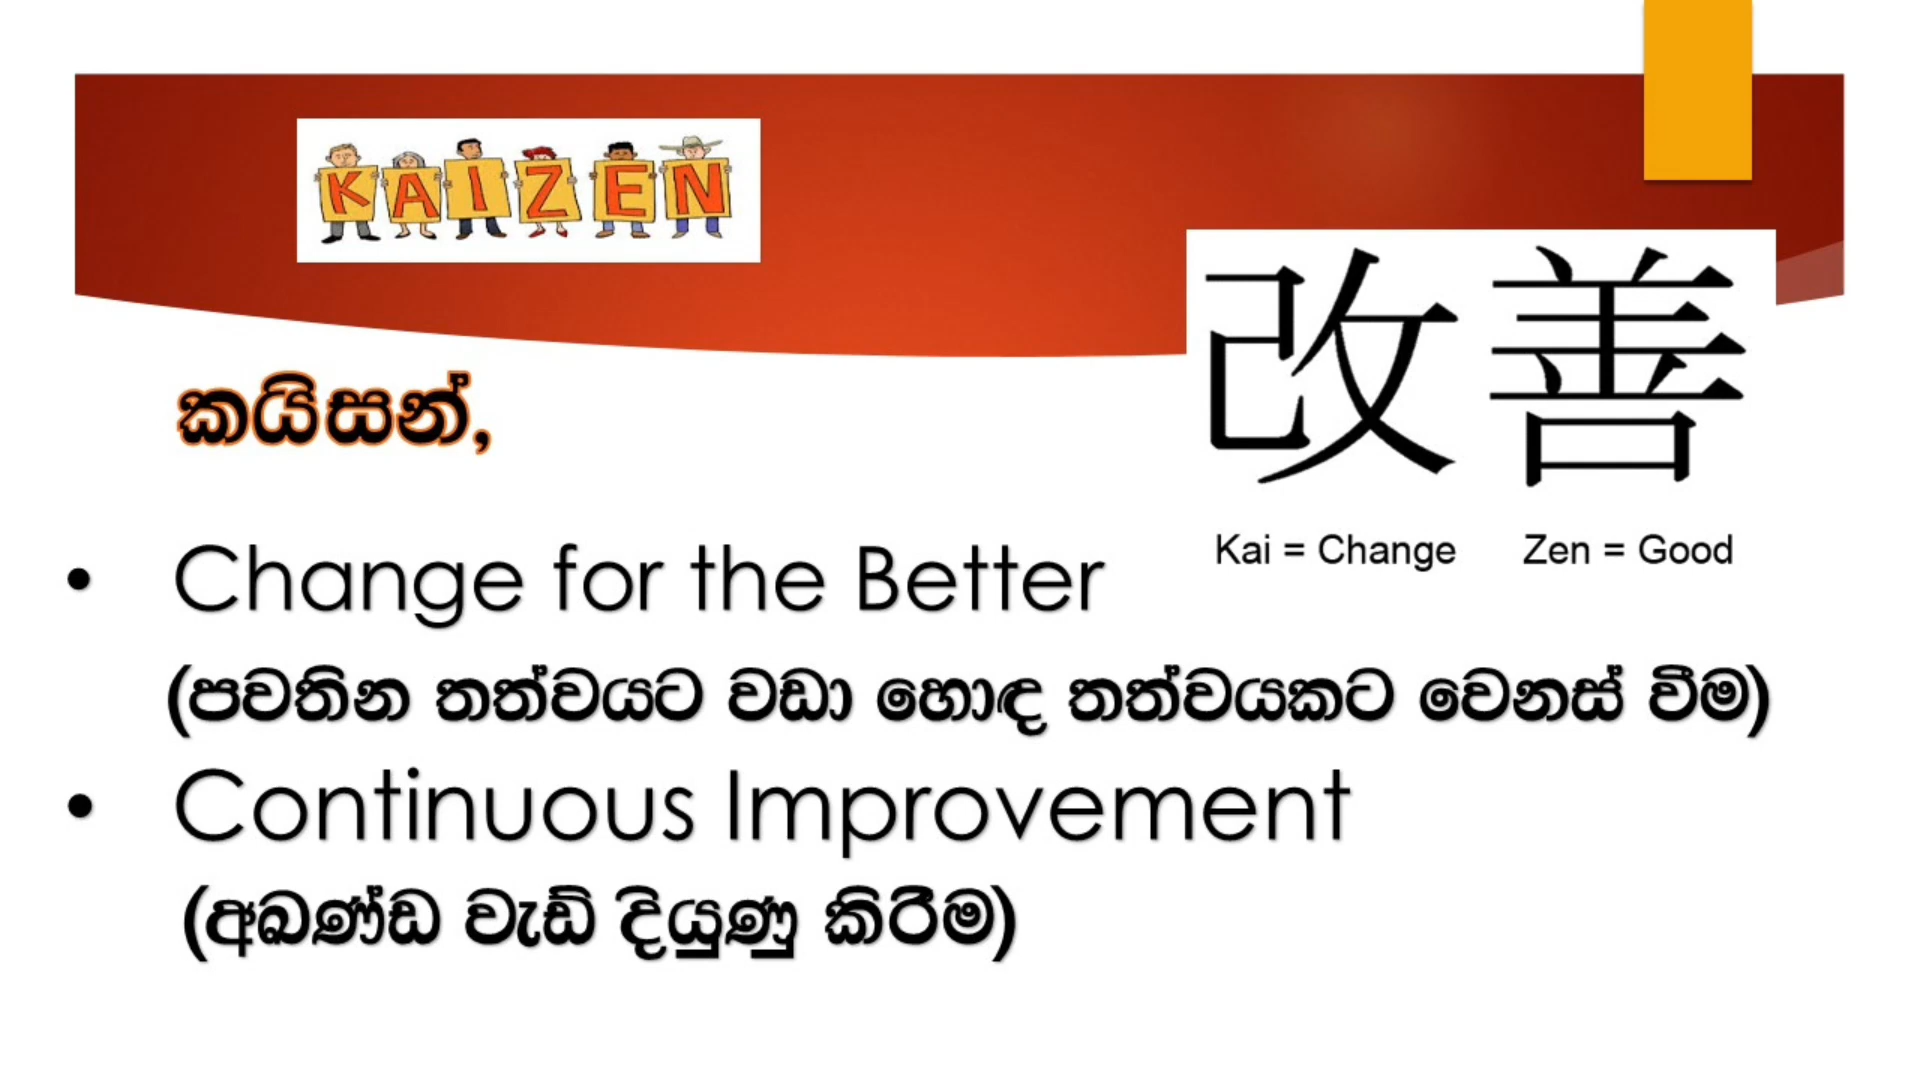 KAIZEN
改善
Kai = Change Zen = Good
කයිසන්,
• Change for the Better
(පවතින තත්වයට වඩා හොඳ තත්වයකට වෙනස් වීම)
• Continuous Improvement
(අඛණ්ඩ වැඩි දියුණු කිරීම)